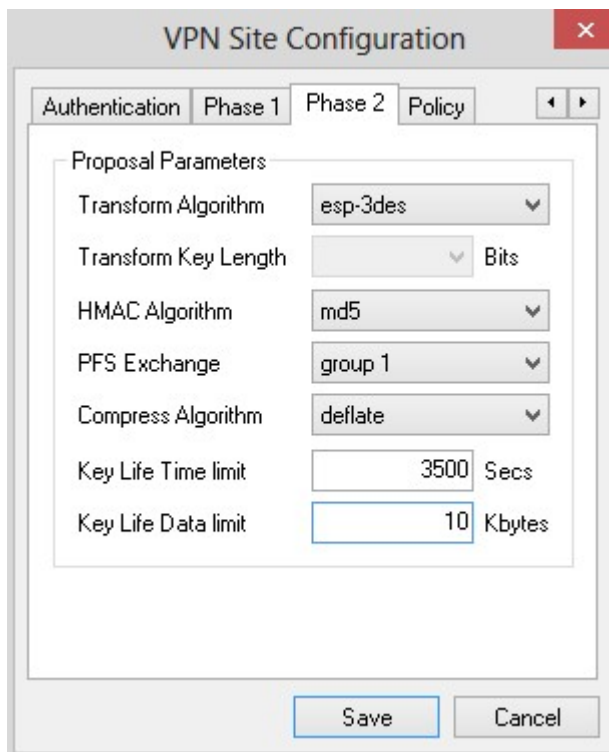 VPN Site Configuration
Authentication Phase 1 Phase 2 Policy
Proposal Parameters
Transform Algorithm esp-3des
Transform Key Length Bits
HMAC Algorithm md5
PFS Exchange group 1
Compress Algorithm deflate
Key Life Time limit 3500 Secs
Key Life Data limit 10 Kbytes
Save Cancel